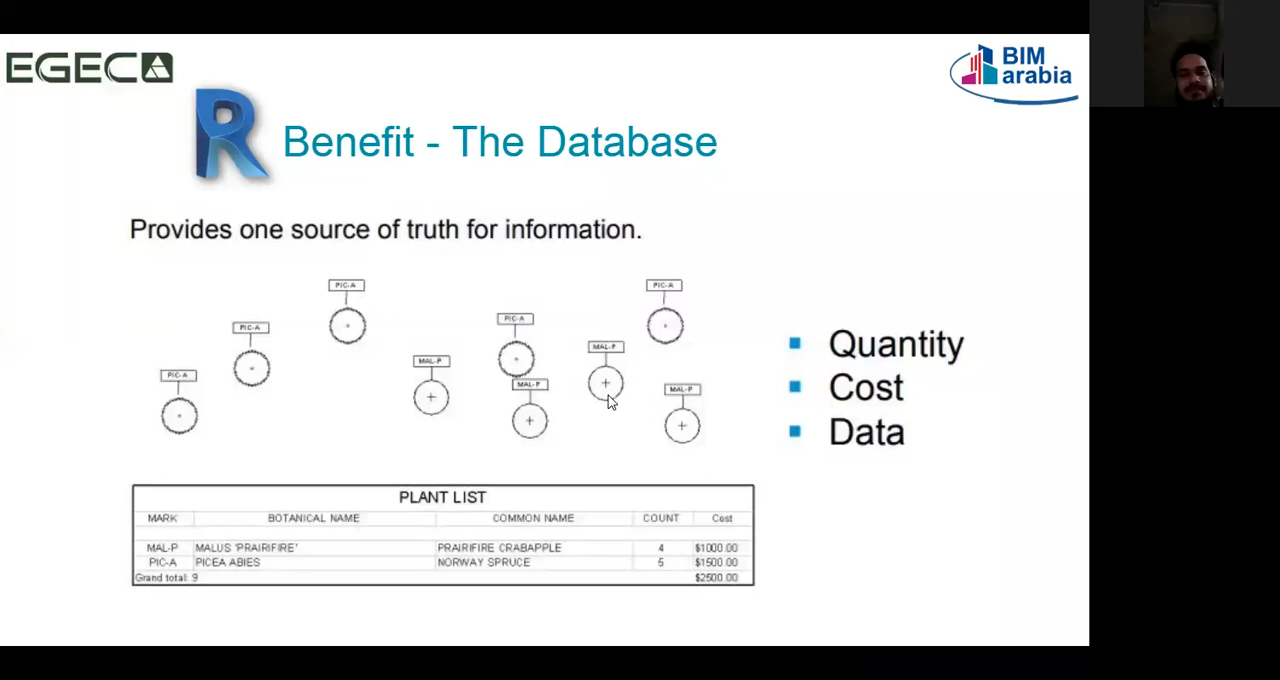 EGEC
BIM
arabia
R
Benefit - The Database
Provides one source of truth for information.
PIC-A
PIC-A
PIC-A
PIC-A
MAL-P
MAL-P
PIC-A
PIC-A
MAL-P
MAL-P
Quantity
Cost
Data
PLANT LIST
MARK BOTANICAL NAME COMMON NAME COUNT Cost
MAL-P MALUS 'PRAIRIFIRE' PRAIRIFIRE CRABAPPLE 4 $1000.00
PIC-A PICEA ABIES NORWAY SPRUCE 5 $1500.00
Grand total: 9 $2500.00